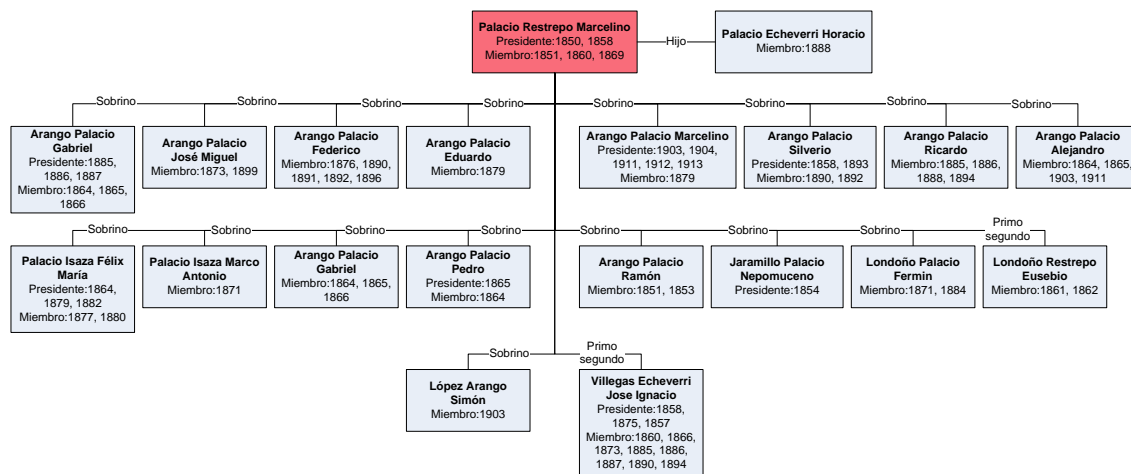 Palacio Restrepo Marcelino
Presidente:1850, 1858
Miembro:1851, 1860, 1869
Hijo
Palacio Echeverri Horacio
Miembro:1888
Sobrino
Sobrino
Sobrino
Sobrino
Sobrino
Sobrino
Sobrino
Sobrino
Arango Palacio
Gabriel
Presidente:1885,
1886, 1887
Miembro:1864, 1865,
1866
Arango Palacio
José Miguel
Miembro:1873, 1899
Arango Palacio
Federico
Miembro:1876, 1890,
1891, 1892, 1896
Arango Palacio
Eduardo
Miembro:1879
Arango Palacio Marcelino
Presidente:1903, 1904,
1911, 1912, 1913
Miembro:1879
Arango Palacio
Silverio
Presidente:1858, 1893
Miembro:1890, 1892
Arango Palacio
Ricardo
Miembro:1885, 1886,
1888, 1894
Arango Palacio
Alejandro
Miembro:1864, 1865,
1903, 1911
Sobrino
Sobrino
Sobrino
Sobrino
Sobrino
Sobrino
Sobrino
Primo
segundo
Palacio Isaza Félix
María
Presidente:1864,
1879, 1882
Miembro:1877, 1880
Palacio Isaza Marco
Antonio
Miembro:1871
Arango Palacio
Gabriel
Miembro:1864, 1865,
1866
Arango Palacio
Pedro
Presidente:1865
Miembro:1864
Arango Palacio
Ramón
Miembro:1851, 1853
Jaramillo Palacio
Nepomuceno
Presidente:1854
Londoño Palacio
Fermin
Miembro:1871, 1884
Londoño Restrepo
Eusebio
Miembro:1861, 1862
Sobrino
Primo
segundo
López Arango
Simón
Miembro:1903
Villegas Echeverri
Jose Ignacio
Presidente:1858,
1875, 1857
Miembro:1860, 1866,
1873, 1885, 1886,
1887, 1890, 1894